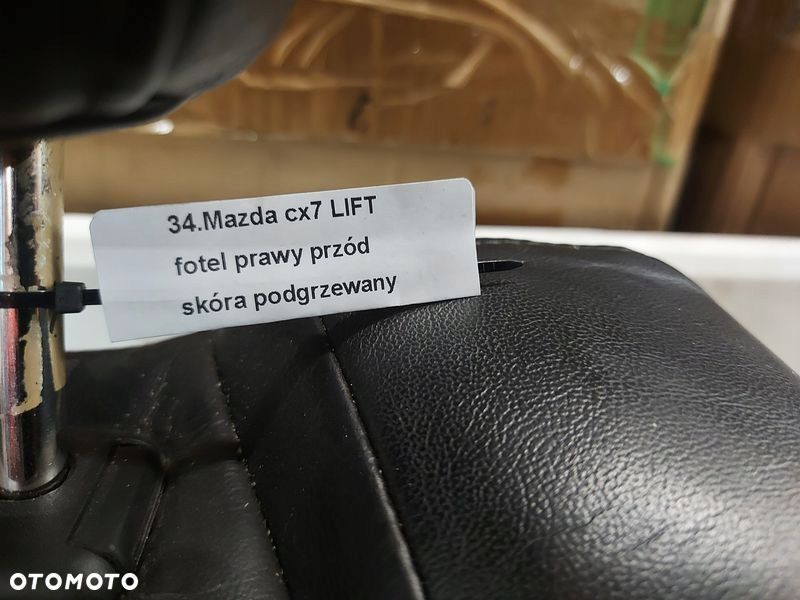 34.Mazda cx7 LIFT
fotel prawy przód
skóra podgrzewany
OTOMOTO